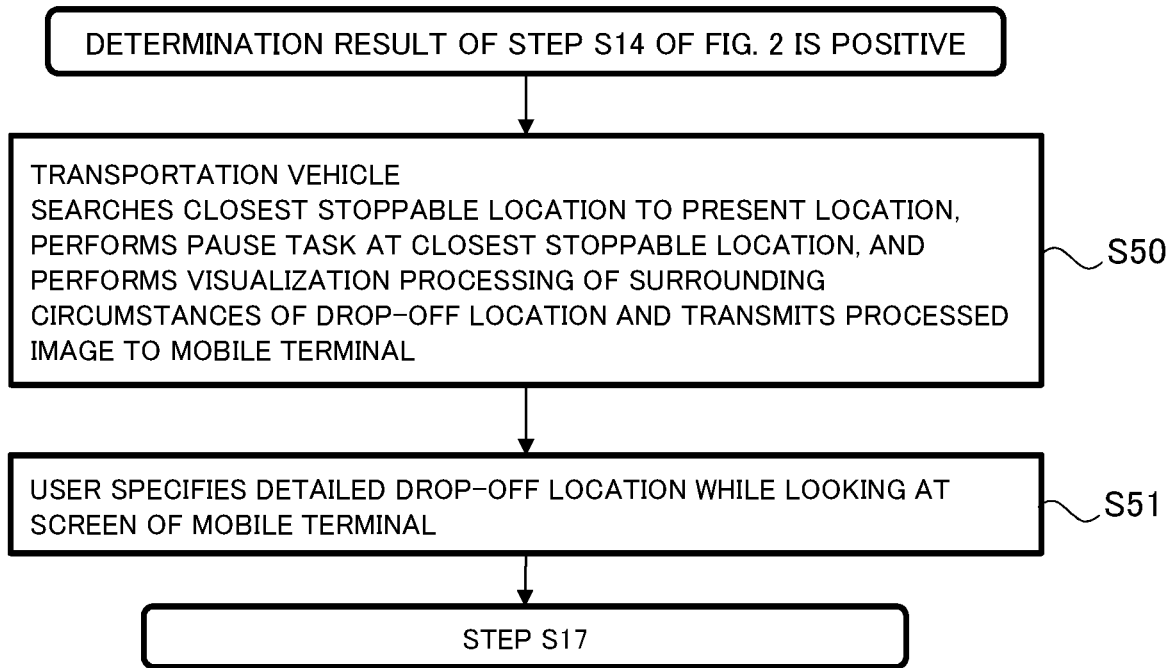 DETERMINATION RESULT OF STEP S14 OF FIG. 2 IS POSITIVE
TRANSPORTATION VEHICLE
SEARCHES CLOSEST STOPPABLE LOCATION TO PRESENT LOCATION,
PERFORMS PAUSE TASK AT CLOSEST STOPPABLE LOCATION, AND
PERFORMS VISUALIZATION PROCESSING OF SURROUNDING
CIRCUMSTANCES OF DROP-OFF LOCATION AND TRANSMITS PROCESSED
IMAGE TO MOBILE TERMINAL
S50
USER SPECIFIES DETAILED DROP-OFF LOCATION WHILE LOOKING AT
SCREEN OF MOBILE TERMINAL
S51
STEP S17